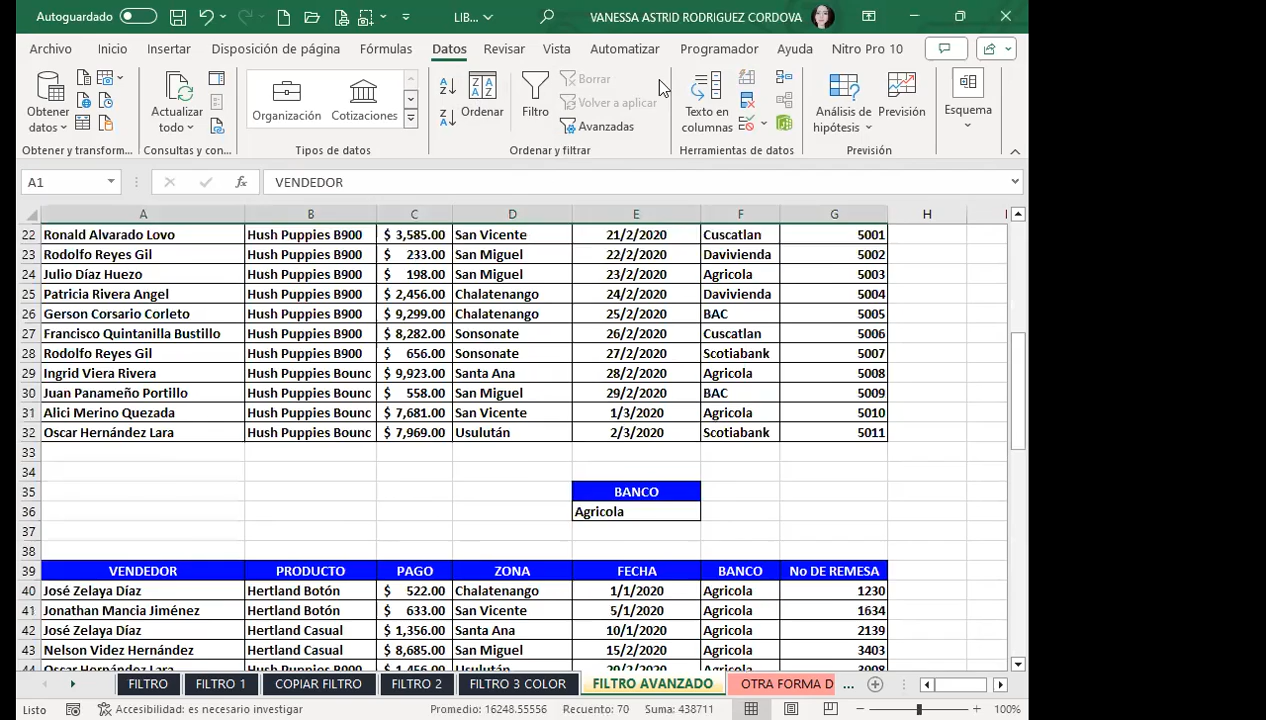 Autoguardado LIB... VANESSA ASTRID RODRIGUEZ CORDOVA
Archivo Inicio Insertar Disposición de página Fórmulas Datos Revisar Vista Automatizar Programador Ayuda Nitro Pro 10
Obtener datos
Actualizar todo
Organización Cotizaciones
Ordenar
Filtro
Borrar
Volver a aplicar
Avanzadas
Texto en columnas
Análisis de hipótesis
Previsión
Esquema
Obtener y transform... Consultas y con... Tipos de datos Ordenar y filtrar Herramientas de datos Previsión
A1 fx VENDEDOR
A B C D E F G H I
22 Ronald Alvarado Lovo Hush Puppies B900 $ 3,585.00 San Vicente 21/2/2020 Cuscatlan 5001
23 Rodolfo Reyes Gil Hush Puppies B900 $ 233.00 San Miguel 22/2/2020 Davivienda 5002
24 Julio Díaz Huezo Hush Puppies B900 $ 198.00 San Miguel 23/2/2020 Agricola 5003
25 Patricia Rivera Angel Hush Puppies B900 $ 2,456.00 Chalatenango 24/2/2020 Davivienda 5004
26 Gerson Corsario Corleto Hush Puppies B900 $ 9,299.00 Chalatenango 25/2/2020 BAC 5005
27 Francisco Quintanilla Bustillo Hush Puppies B900 $ 8,282.00 Sonsonate 26/2/2020 Cuscatlan 5006
28 Rodolfo Reyes Gil Hush Puppies B900 $ 656.00 Sonsonate 27/2/2020 Scotiabank 5007
29 Ingrid Viera Rivera Hush Puppies Bounc $ 9,923.00 Santa Ana 28/2/2020 Agricola 5008
30 Juan Panameño Portillo Hush Puppies Bounc $ 558.00 San Miguel 29/2/2020 BAC 5009
31 Alici Merino Quezada Hush Puppies Bounc $ 7,681.00 San Vicente 1/3/2020 Agricola 5010
32 Oscar Hernández Lara Hush Puppies Bounc $ 7,969.00 Usulután 2/3/2020 Scotiabank 5011
33
34
35 BANCO
36 Agricola
37
38
39 VENDEDOR PRODUCTO PAGO ZONA FECHA BANCO No DE REMESA
40 José Zelaya Díaz Hertland Botón $ 522.00 Chalatenango 1/1/2020 Agricola 1230
41 Jonathan Mancia Jiménez Hertland Botón $ 633.00 San Vicente 5/1/2020 Agricola 1634
42 José Zelaya Díaz Hertland Casual $ 1,356.00 Santa Ana 10/1/2020 Agricola 2139
43 Nelson Videz Hernández Hertland Casual $ 8,685.00 San Miguel 15/2/2020 Agricola 3403
44 Oscar Hernández Lara Hush Puppies B900 $ 1,456.00 Usulután 20/2/2020 Agricola 3998
FILTRO FILTRO 1 COPIAR FILTRO FILTRO 2 FILTRO 3 COLOR FILTRO AVANZADO OTRA FORMA D ...
Listo Accesibilidad: es necesario investigar Promedio: 16248.55556 Recuento: 70 Suma: 438711 100%